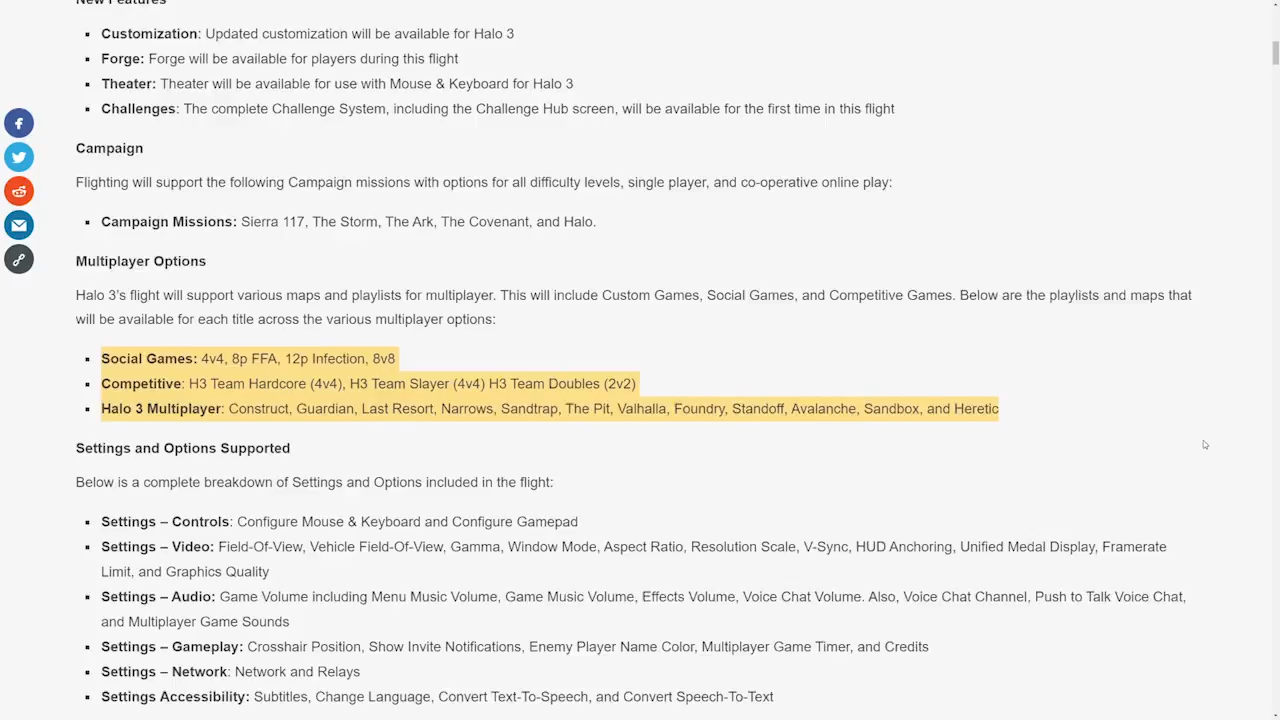 New Features
Customization: Updated customization will be available for Halo 3
Forge: Forge will be available for players during this flight
Theater: Theater will be available for use with Mouse & Keyboard for Halo 3
Challenges: The complete Challenge System, including the Challenge Hub screen, will be available for the first time in this flight
Campaign
Flighting will support the following Campaign missions with options for all difficulty levels, single player, and co-operative online play:
Campaign Missions: Sierra 117, The Storm, The Ark, The Covenant, and Halo.
Multiplayer Options
Halo 3's flight will support various maps and playlists for multiplayer. This will include Custom Games, Social Games, and Competitive Games. Below are the playlists and maps that
will be available for each title across the various multiplayer options:
Social Games: 4v4, 8p FFA, 12p Infection, 8v8
Competitive: H3 Team Hardcore (4v4), H3 Team Slayer (4v4) H3 Team Doubles (2v2)
Halo 3 Multiplayer: Construct, Guardian, Last Resort, Narrows, Sandtrap, The Pit, Valhalla, Foundry, Standoff, Avalanche, Sandbox, and Heretic
Settings and Options Supported
Below is a complete breakdown of Settings and Options included in the flight:
Settings – Controls: Configure Mouse & Keyboard and Configure Gamepad
Settings – Video: Field-Of-View, Vehicle Field-Of-View, Gamma, Window Mode, Aspect Ratio, Resolution Scale, V-Sync, HUD Anchoring, Unified Medal Display, Framerate
Limit, and Graphics Quality
Settings – Audio: Game Volume including Menu Music Volume, Game Music Volume, Effects Volume, Voice Chat Volume. Also, Voice Chat Channel, Push to Talk Voice Chat,
and Multiplayer Game Sounds
Settings – Gameplay: Crosshair Position, Show Invite Notifications, Enemy Player Name Color, Multiplayer Game Timer, and Credits
Settings – Network: Network and Relays
Settings Accessibility: Subtitles, Change Language, Convert Text-To-Speech, and Convert Speech-To-Text